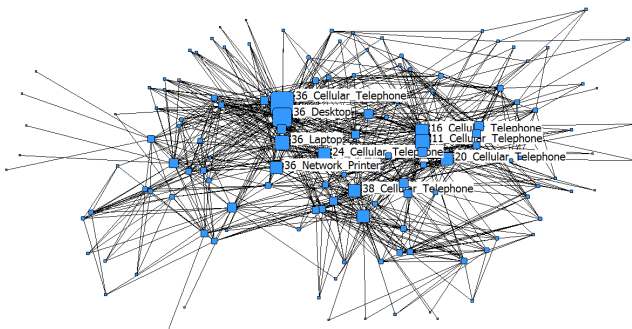 36_Cellular_Telephone
36_Desktop
16_Cellular_Telephone
11_Cellular_Telephone
36_Laptop
24_Cellular_Telephone
20_Cellular_Telephone
36_Network_Printer
38_Cellular_Telephone